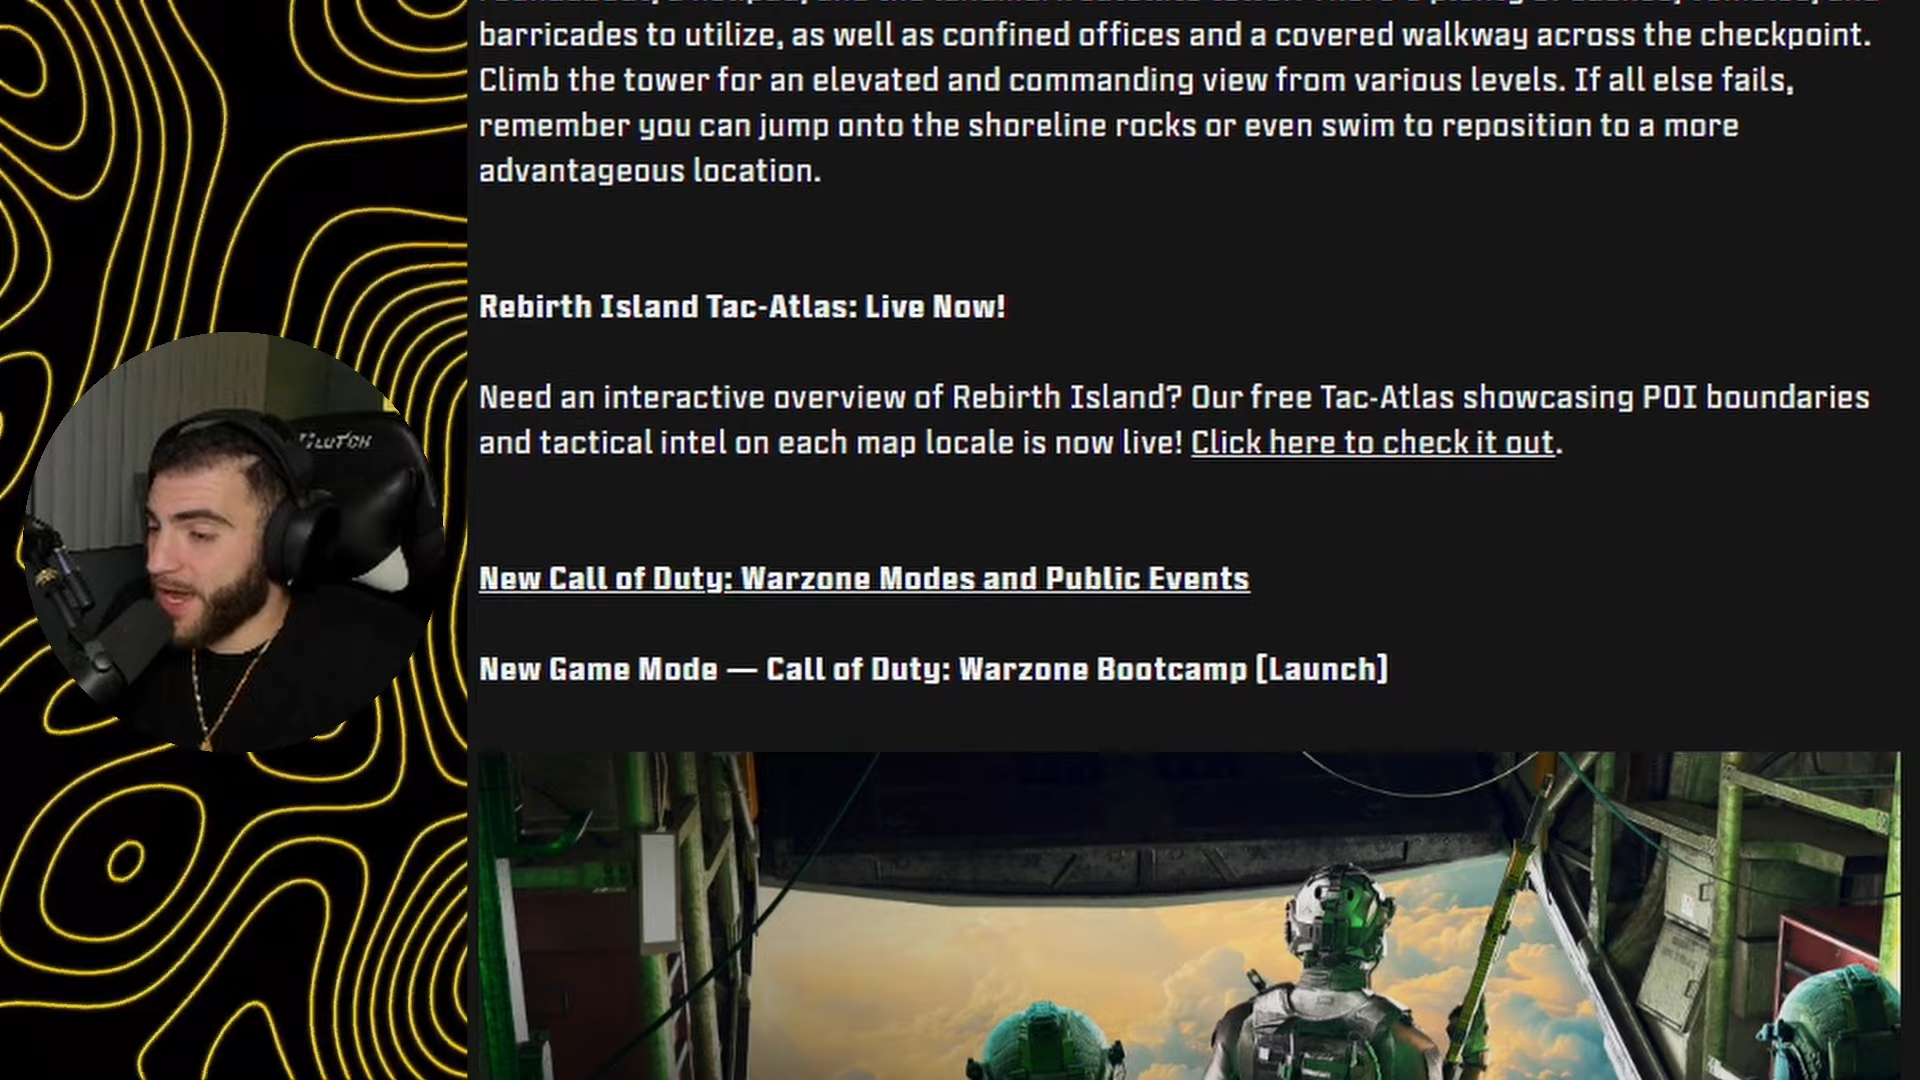 barricades to utilize, as well as confined offices and a covered walkway across the checkpoint.
Climb the tower for an elevated and commanding view from various levels. If all else fails,
remember you can jump onto the shoreline rocks or even swim to reposition to a more
advantageous location.
Rebirth Island Tac-Atlas: Live Now!
Need an interactive overview of Rebirth Island? Our free Tac-Atlas showcasing POI boundaries
and tactical intel on each map locale is now live! Click here to check it out.
CLUTCH
New Call of Duty: Warzone Modes and Public Events
New Game Mode — Call of Duty: Warzone Bootcamp [Launch]